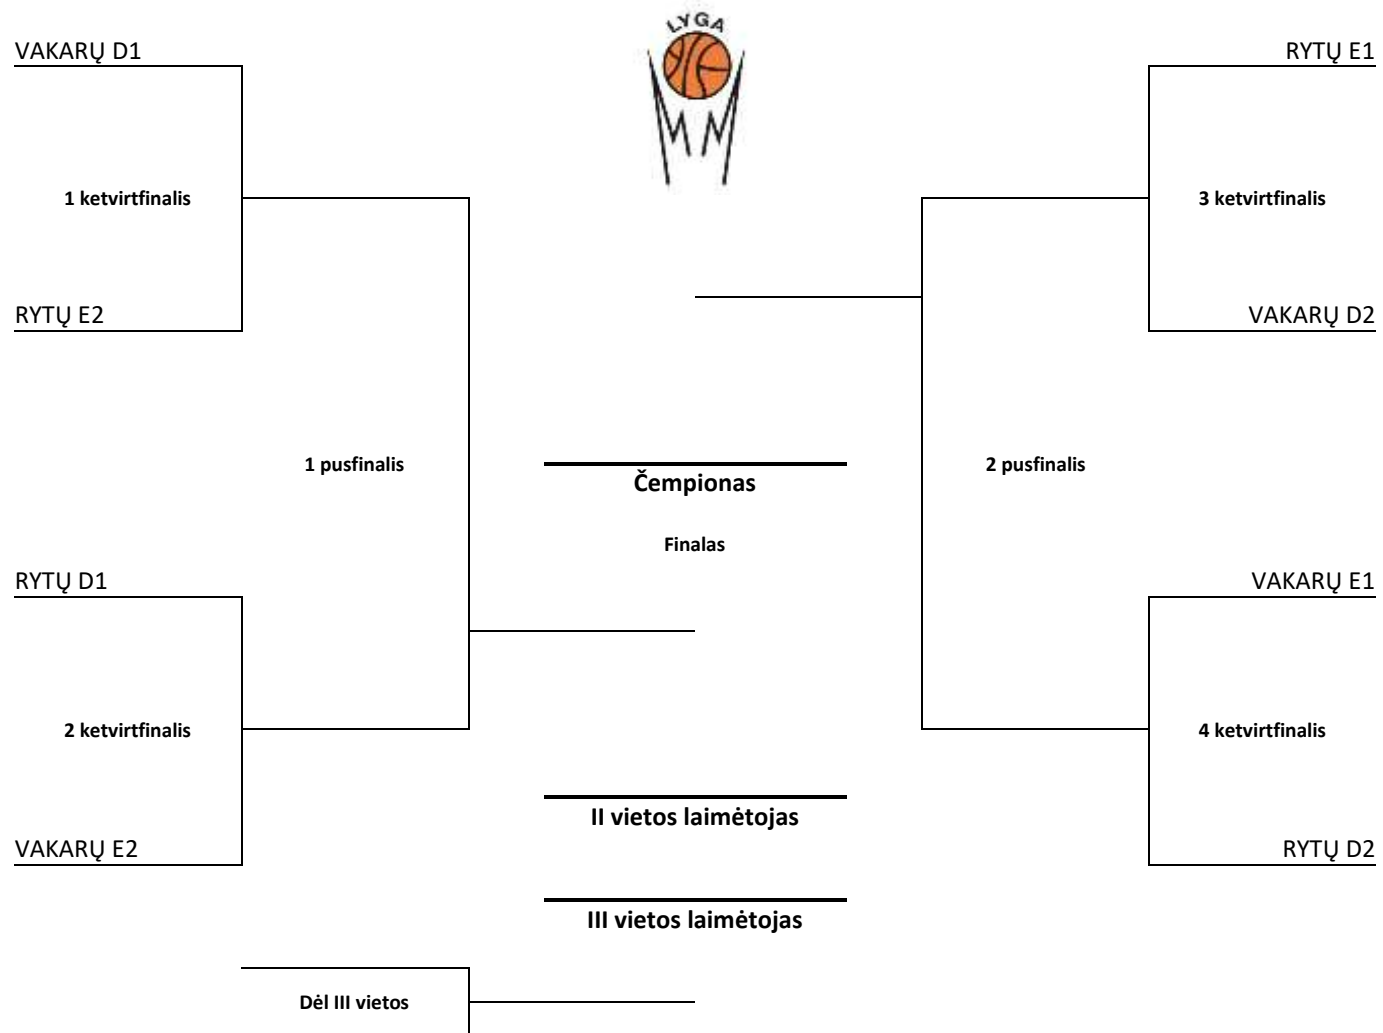 LYGA
VAKARŲ D1
RYTŲ E1
1 ketvirtfinalis
3 ketvirtfinalis
RYTŲ E2
VAKARŲ D2
1 pusfinalis
2 pusfinalis
Čempionas
Finalas
RYTŲ D1
VAKARŲ E1
2 ketvirtfinalis
4 ketvirtfinalis
II vietos laimėtojas
VAKARŲ E2
RYTŲ D2
III vietos laimėtojas
Dėl III vietos